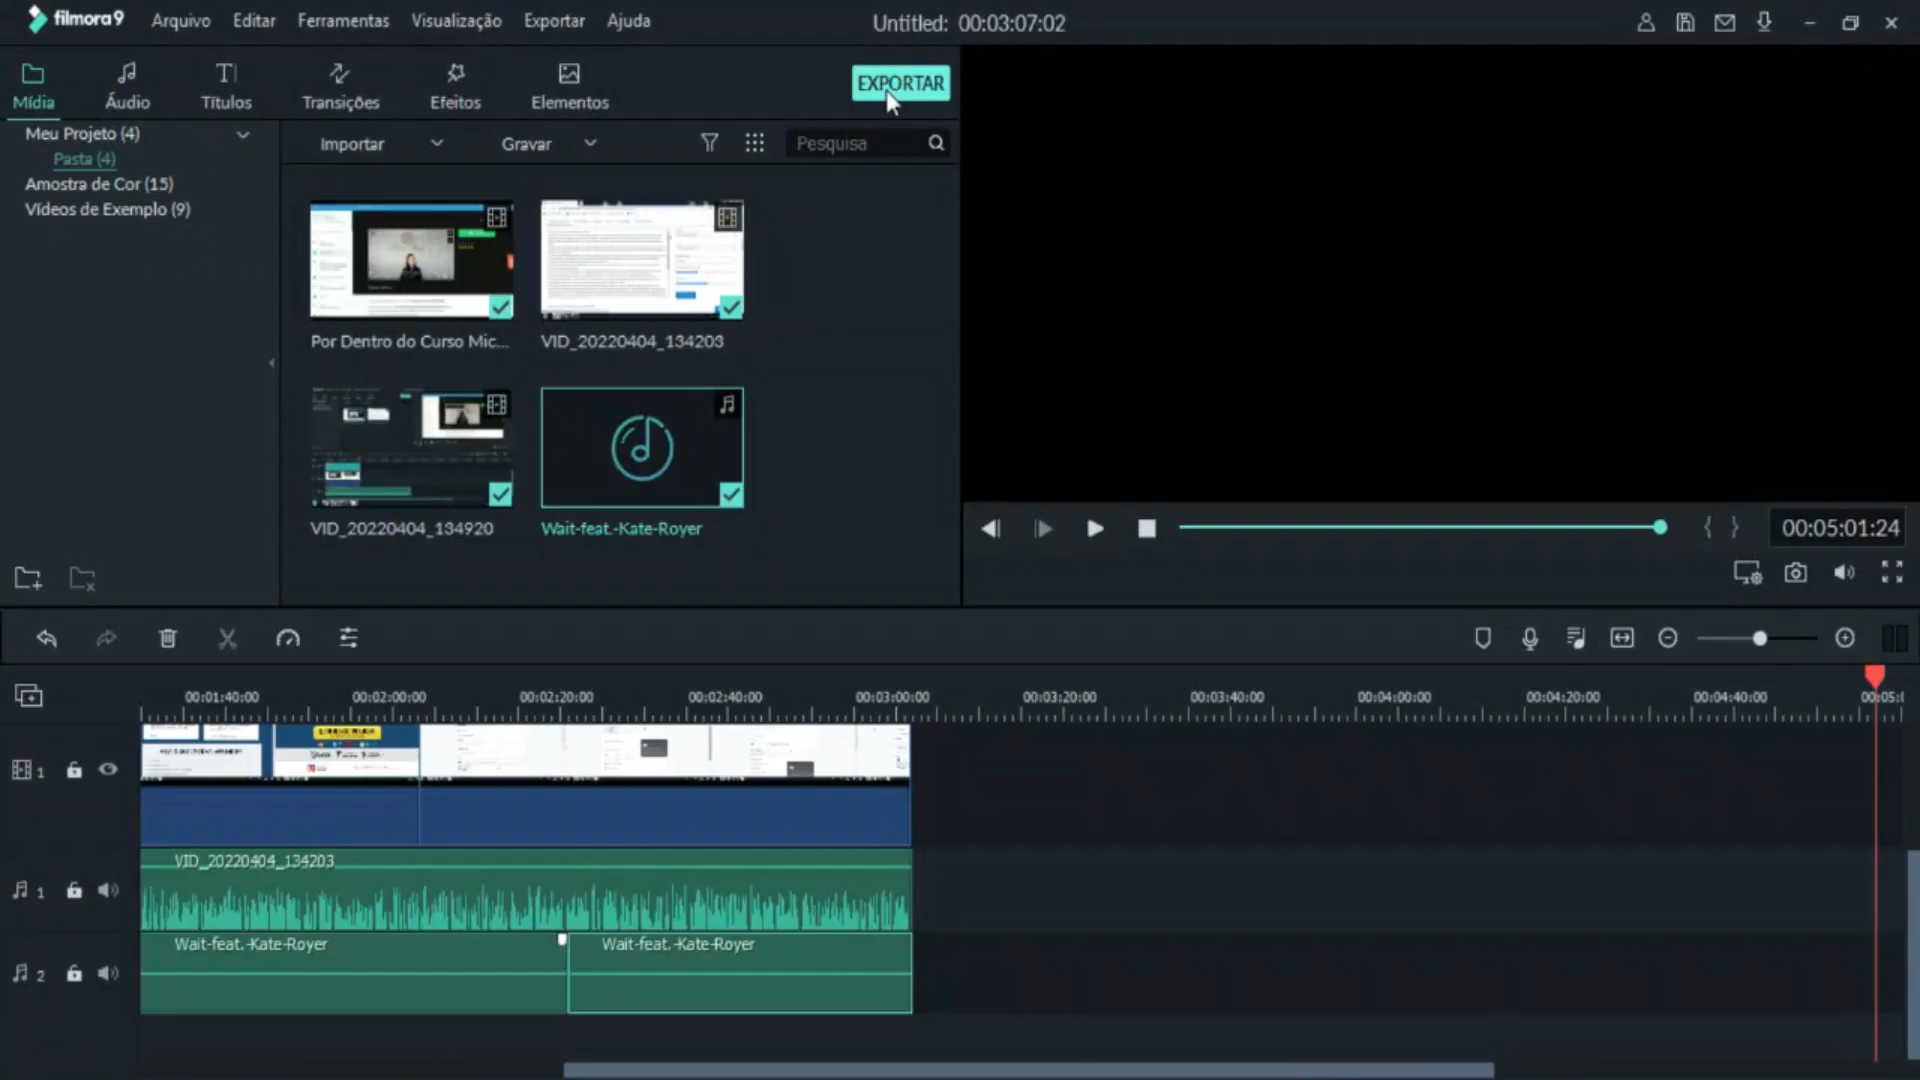 filmora9
Arquivo Editar Ferramentas Visualização Exportar Ajuda
Untitled: 00:03:07:02
Mídia Áudio Títulos Transições Efeitos Elementos
EXPORTAR
Meu Projeto (4)
Pasta (4)
Amostra de Cor (15)
Vídeos de Exemplo (9)
Importar Gravar Pesquisa
Por Dentro do Curso Mic... VID_20220404_134203
VID_20220404_134920 Wait-feat.-Kate-Royer
00:05:01:24
00:01:40:00 00:02:00:00 00:02:20:00 00:02:40:00 00:03:00:00 00:03:20:00 00:03:40:00 00:04:00:00 00:04:20:00 00:04:40:00
1
VID_20220404_134203
1
Wait-feat.-Kate-Royer Wait-feat.-Kate-Royer
2